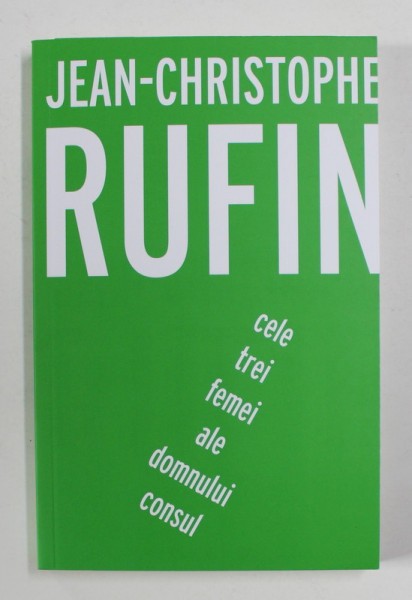 JEAN-CHRISTOPHE
RUFIN
cele
trei
femei
ale
domnului
consul